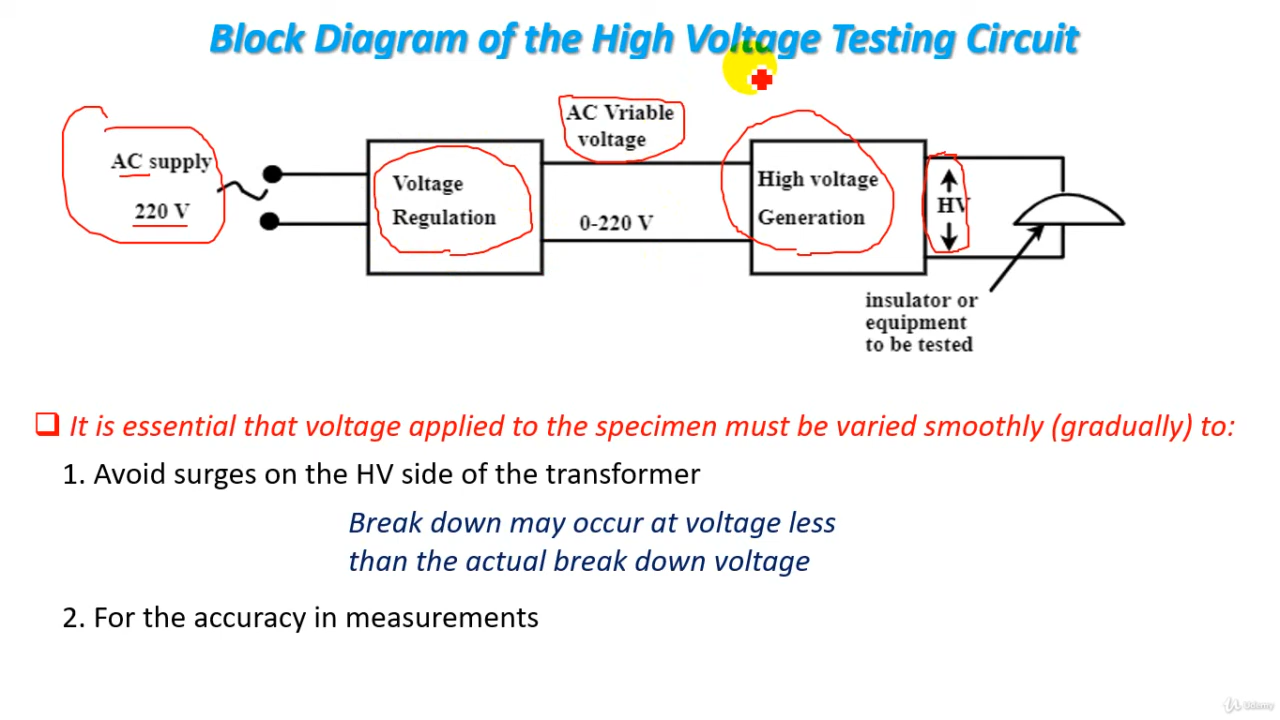 Block Diagram of the High Voltage Testing Circuit
AC Vriable
voltage
AC supply
220 V
Voltage
Regulation
0-220 V
High voltage
Generation
HV
insulator or
equipment
to be tested
It is essential that voltage applied to the specimen must be varied smoothly (gradually) to:
1. Avoid surges on the HV side of the transformer
Break down may occur at voltage less
than the actual break down voltage
2. For the accuracy in measurements
Udemy